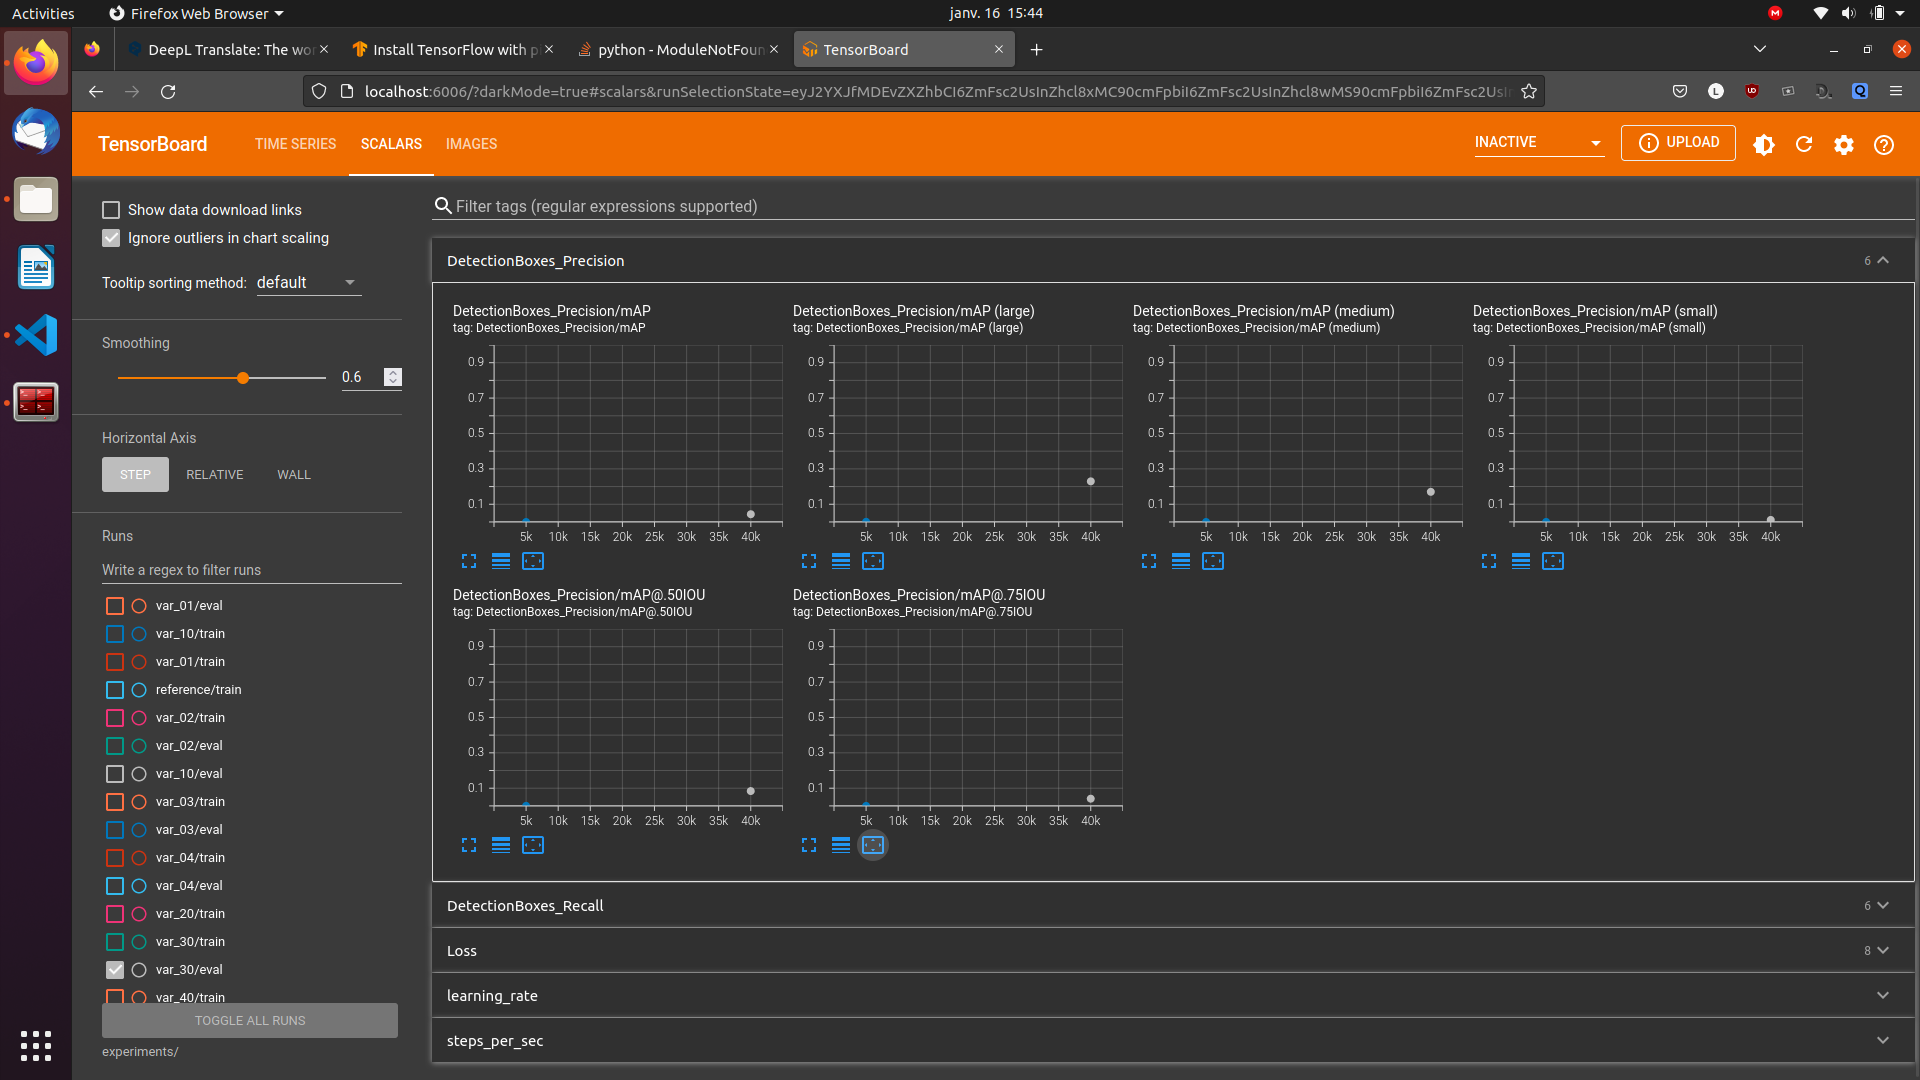 Activities
Firefox Web Browser
janv. 16 15:44
DeepL Translate: The wor
Install TensorFlow with pi
python - ModuleNotFoun
TensorBoard
localhost:6006/?darkMode=true#scalars&runSelectionState=
TensorBoard
TIME SERIES
SCALARS
IMAGES
INACTIVE
UPLOAD
Show data download links
Ignore outliers in chart scaling
Tooltip sorting method: default
Smoothing
0.6
Horizontal Axis
STEP RELATIVE WALL
Runs
Write a regex to filter runs
var_01/eval
var_10/train
var_01/train
reference/train
var_02/train
var_02/eval
var_10/eval
var_03/train
var_03/eval
var_04/train
var_04/eval
var_20/train
var_30/train
var_30/eval
var_40/train
TOGGLE ALL RUNS
experiments/
Filter tags (regular expressions supported)
DetectionBoxes_Precision
6
DetectionBoxes_Precision/mAP
tag: DetectionBoxes_Precision/mAP
0.9
0.7
0.5
0.3
0.1
5k 10k 15k 20k 25k 30k 35k 40k
DetectionBoxes_Precision/mAP (large)
tag: DetectionBoxes_Precision/mAP (large)
0.9
0.7
0.5
0.3
0.1
5k 10k 15k 20k 25k 30k 35k 40k
DetectionBoxes_Precision/mAP (medium)
tag: DetectionBoxes_Precision/mAP (medium)
0.9
0.7
0.5
0.3
0.1
5k 10k 15k 20k 25k 30k 35k 40k
DetectionBoxes_Precision/mAP (small)
tag: DetectionBoxes_Precision/mAP (small)
0.9
0.7
0.5
0.3
0.1
5k 10k 15k 20k 25k 30k 35k 40k
DetectionBoxes_Precision/mAP@.50IOU
tag: DetectionBoxes_Precision/mAP@.50IOU
0.9
0.7
0.5
0.3
0.1
5k 10k 15k 20k 25k 30k 35k 40k
DetectionBoxes_Precision/mAP@.75IOU
tag: DetectionBoxes_Precision/mAP@.75IOU
0.9
0.7
0.5
0.3
0.1
5k 10k 15k 20k 25k 30k 35k 40k
DetectionBoxes_Recall
6
Loss
8
learning_rate
steps_per_sec